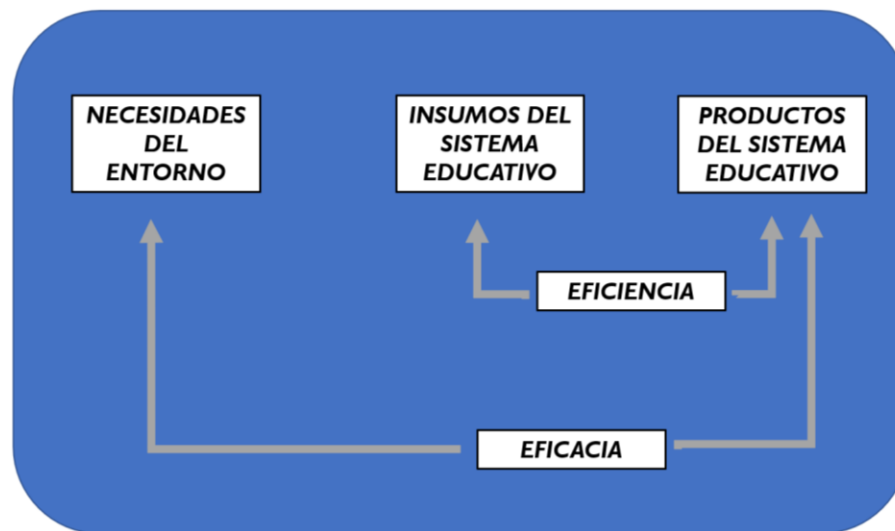 NECESIDADES
DEL
ENTORNO
INSUMOS DEL
SISTEMA
EDUCATIVO
PRODUCTOS
DEL SISTEMA
EDUCATIVO
EFICIENCIA
EFICACIA